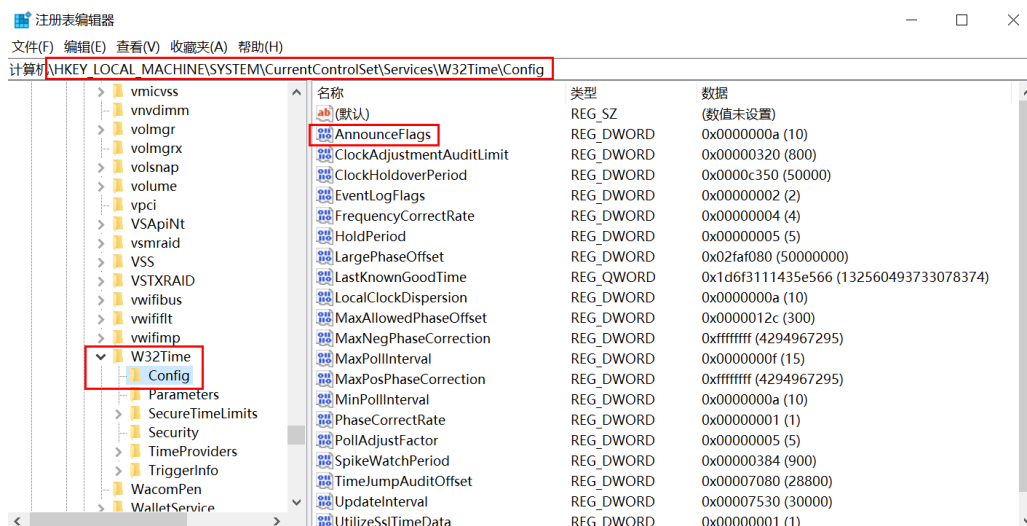 注册表编辑器
文件(F) 编辑(E) 查看(V) 收藏夹(A) 帮助(H)
计算机\HKEY_LOCAL_MACHINE\SYSTEM\CurrentControlSet\Services\W32Time\Config
vmicvss
vnvdimm
volmgr
volmgrx
volsnap
volume
vpci
VSApiNt
vsmraid
VSS
VSTXRAID
vwifibus
vwififlt
vwifimp
W32Time
Config
Parameters
SecureTimeLimits
Security
TimeProviders
TriggerInfo
WacomPen
WalletService
名称 类型 数据
(默认) REG_SZ (数值未设置)
AnnounceFlags REG_DWORD 0x0000000a (10)
ClockAdjustmentAuditLimit REG_DWORD 0x00000320 (800)
ClockHoldoverPeriod REG_DWORD 0x0000c350 (50000)
EventLogFlags REG_DWORD 0x00000002 (2)
FrequencyCorrectRate REG_DWORD 0x00000004 (4)
HoldPeriod REG_DWORD 0x00000005 (5)
LargePhaseOffset REG_DWORD 0x02faf080 (50000000)
LastKnownGoodTime REG_QWORD 0x1d6f3111435e566 (132560493733078374)
LocalClockDispersion REG_DWORD 0x0000000a (10)
MaxAllowedPhaseOffset REG_DWORD 0x0000012c (300)
MaxNegPhaseCorrection REG_DWORD 0xffffffff (4294967295)
MaxPollInterval REG_DWORD 0x0000000f (15)
MaxPosPhaseCorrection REG_DWORD 0xffffffff (4294967295)
MinPollInterval REG_DWORD 0x0000000a (10)
PhaseCorrectRate REG_DWORD 0x00000001 (1)
PollAdjustFactor REG_DWORD 0x00000005 (5)
SpikeWatchPeriod REG_DWORD 0x00000384 (900)
TimeJumpAuditOffset REG_DWORD 0x00007080 (28800)
UpdateInterval REG_DWORD 0x00007530 (30000)
UtilizeSslTimeData REG_DWORD 0x00000001 (1)